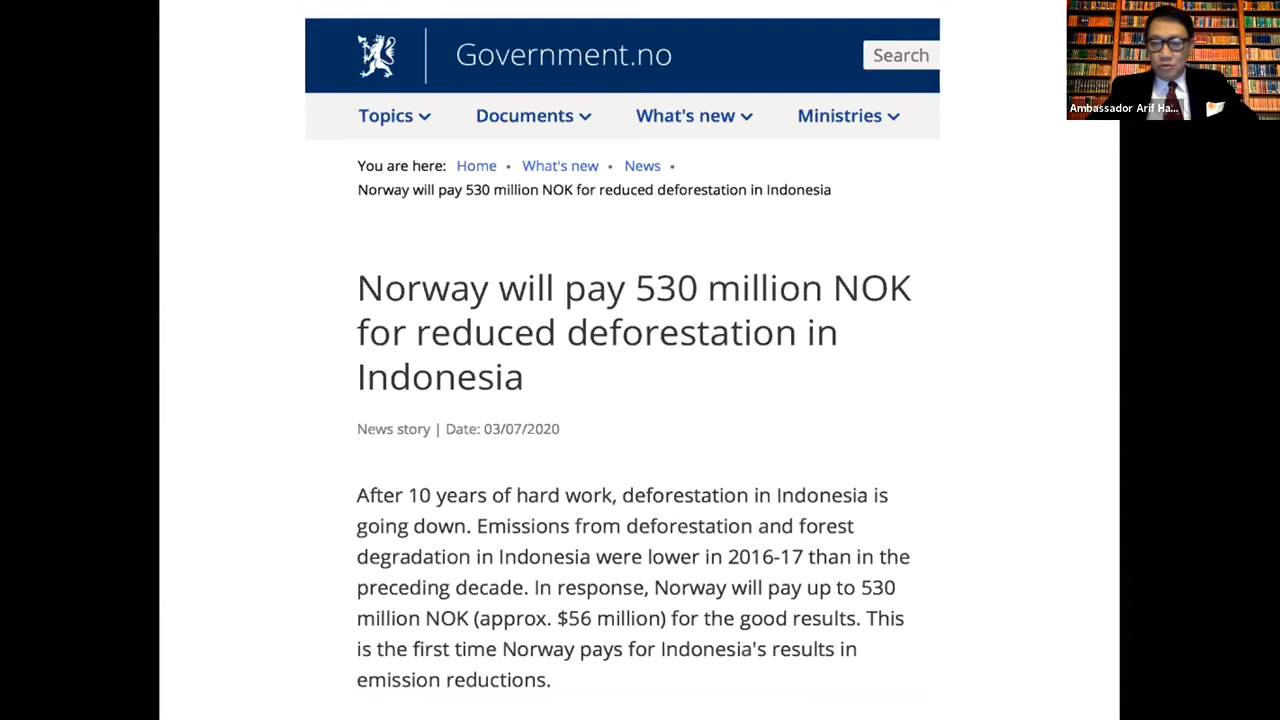 Government.no
Search
Ambassador Arif Ha...
Topics
Documents
What's new
Ministries
You are here: Home • What's new • News •
Norway will pay 530 million NOK for reduced deforestation in Indonesia
Norway will pay 530 million NOK
for reduced deforestation in
Indonesia
News story | Date: 03/07/2020
After 10 years of hard work, deforestation in Indonesia is
going down. Emissions from deforestation and forest
degradation in Indonesia were lower in 2016-17 than in the
preceding decade. In response, Norway will pay up to 530
million NOK (approx. $56 million) for the good results. This
is the first time Norway pays for Indonesia's results in
emission reductions.